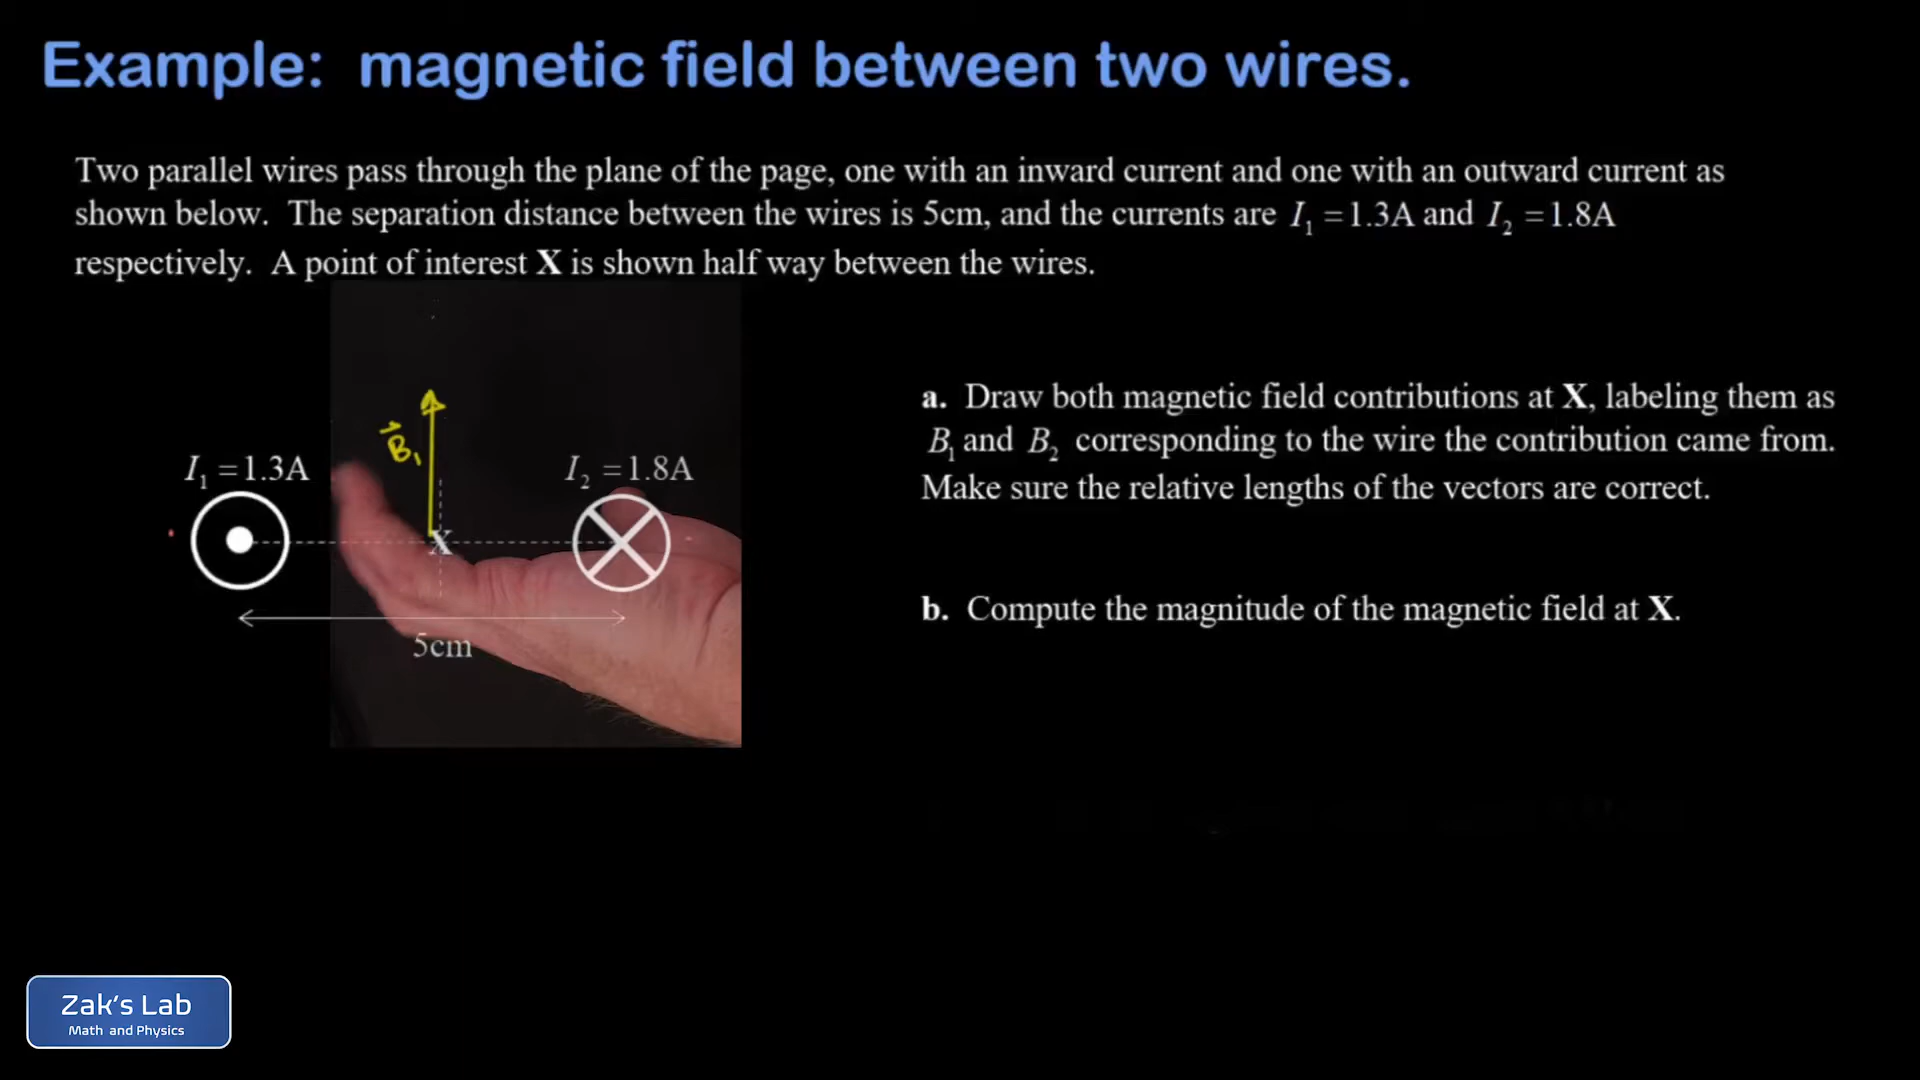 Example: magnetic field between two wires.
Two parallel wires pass through the plane of the page, one with an inward current and one with an outward current as
shown below. The separation distance between the wires is 5cm, and the currents are I₁ = 1.3A and I₂ = 1.8A
respectively. A point of interest X is shown half way between the wires.
B₁
I₁ = 1.3A
I₂ = 1.8A
X
5cm
a. Draw both magnetic field contributions at X, labeling them as
B₁ and B₂ corresponding to the wire the contribution came from.
Make sure the relative lengths of the vectors are correct.
b. Compute the magnitude of the magnetic field at X.
Zak's Lab
Math and Physics